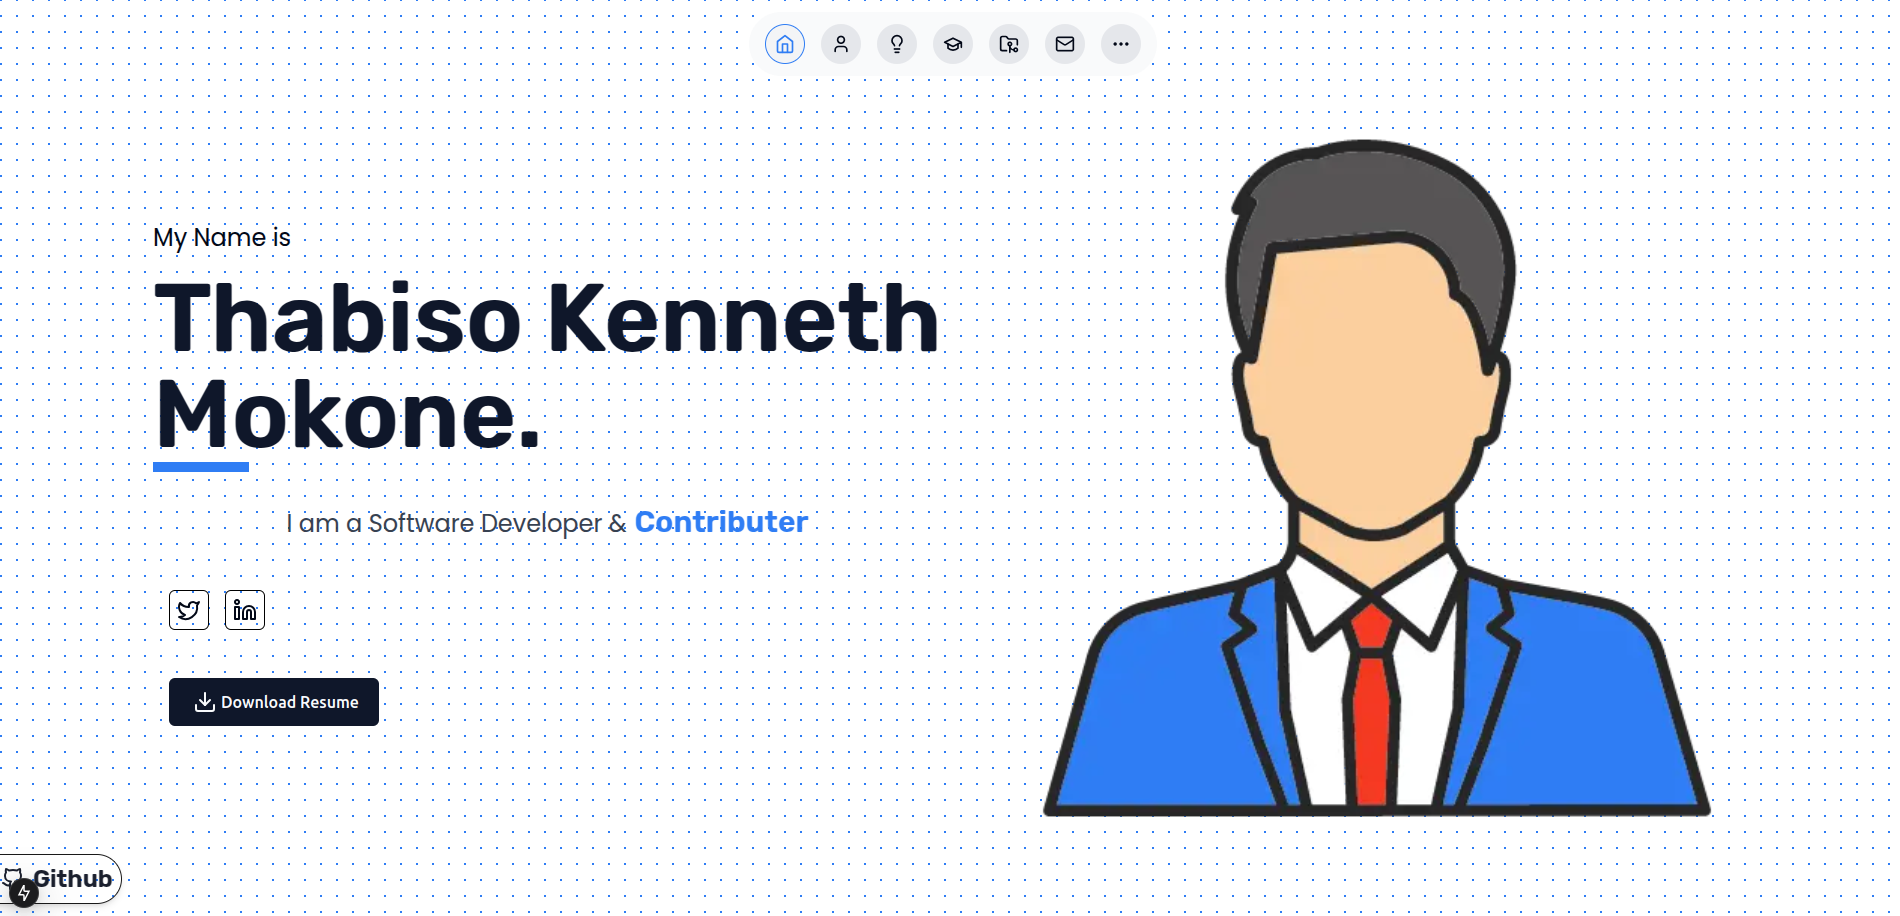 My Name is
Thabiso Kenneth
Mokone.
I am a Software Developer & Contributer
Download Resume
Github